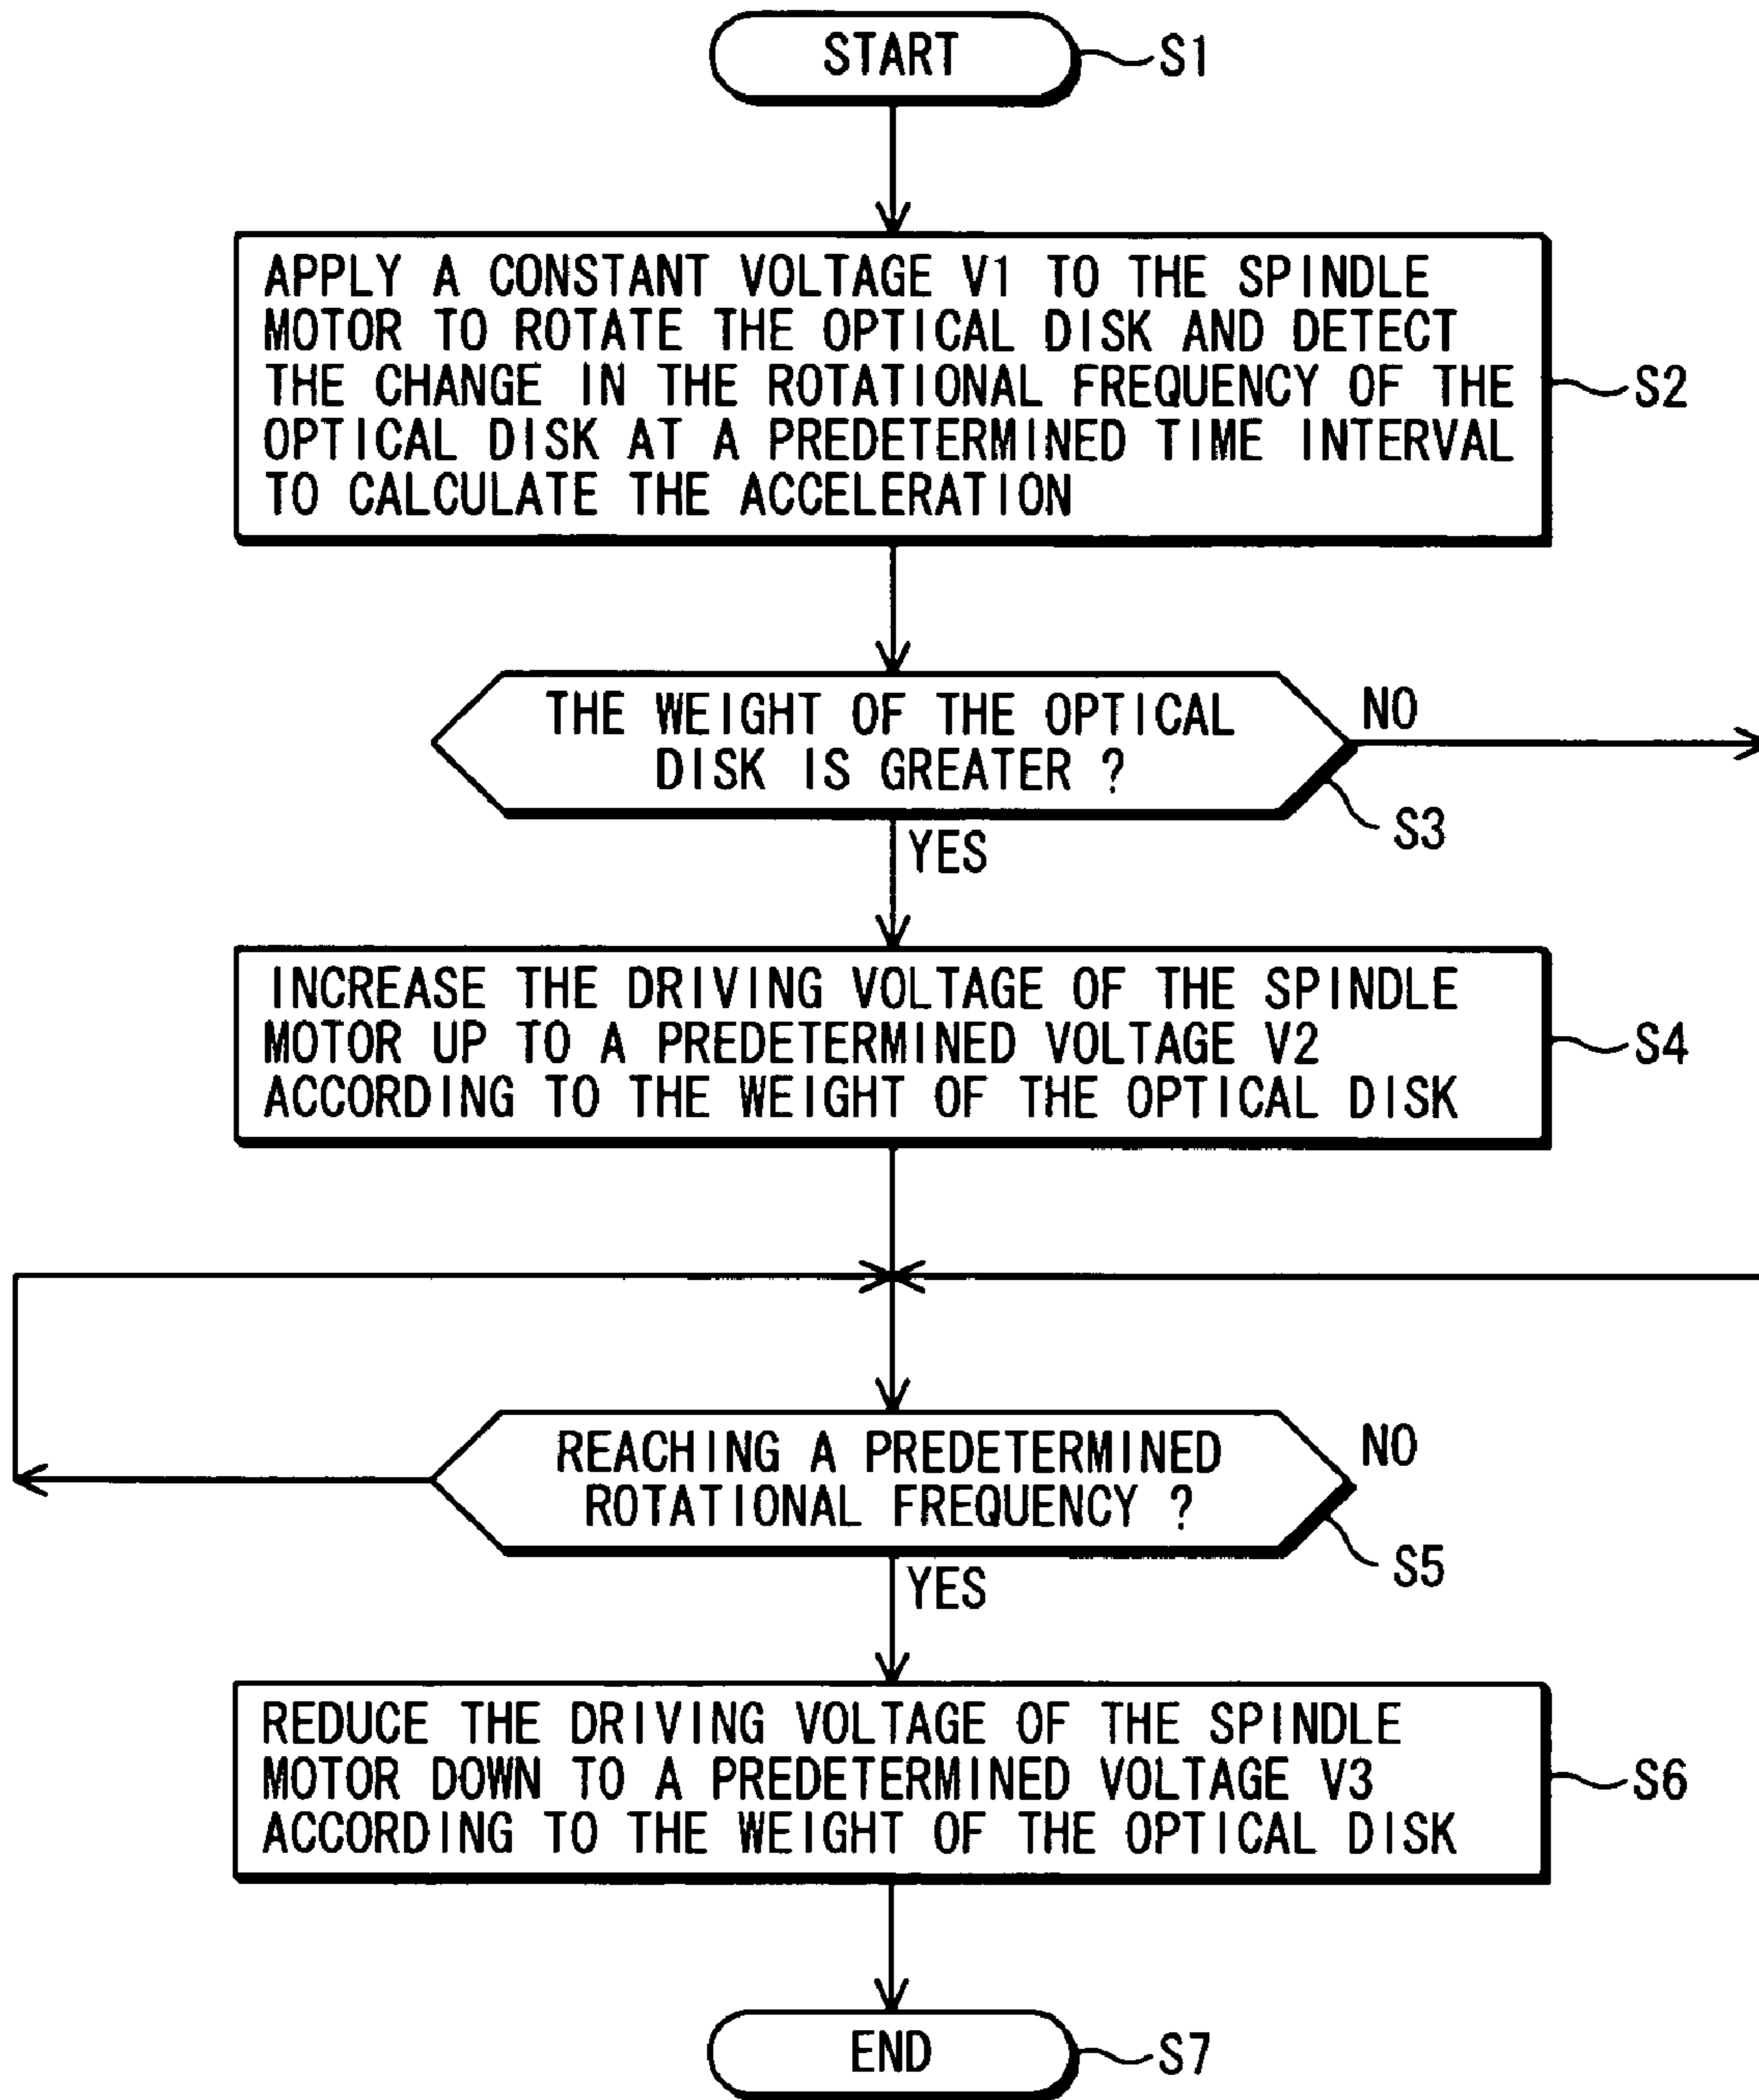 START
S1
APPLY A CONSTANT VOLTAGE V1 TO THE SPINDLE
MOTOR TO ROTATE THE OPTICAL DISK AND DETECT
THE CHANGE IN THE ROTATIONAL FREQUENCY OF THE
OPTICAL DISK AT A PREDETERMINED TIME INTERVAL
TO CALCULATE THE ACCELERATION
S2
THE WEIGHT OF THE OPTICAL
DISK IS GREATER ?
NO
S3
YES
INCREASE THE DRIVING VOLTAGE OF THE SPINDLE
MOTOR UP TO A PREDETERMINED VOLTAGE V2
ACCORDING TO THE WEIGHT OF THE OPTICAL DISK
S4
REACHING A PREDETERMINED
ROTATIONAL FREQUENCY ?
NO
S5
YES
REDUCE THE DRIVING VOLTAGE OF THE SPINDLE
MOTOR DOWN TO A PREDETERMINED VOLTAGE V3
ACCORDING TO THE WEIGHT OF THE OPTICAL DISK
S6
END
S7